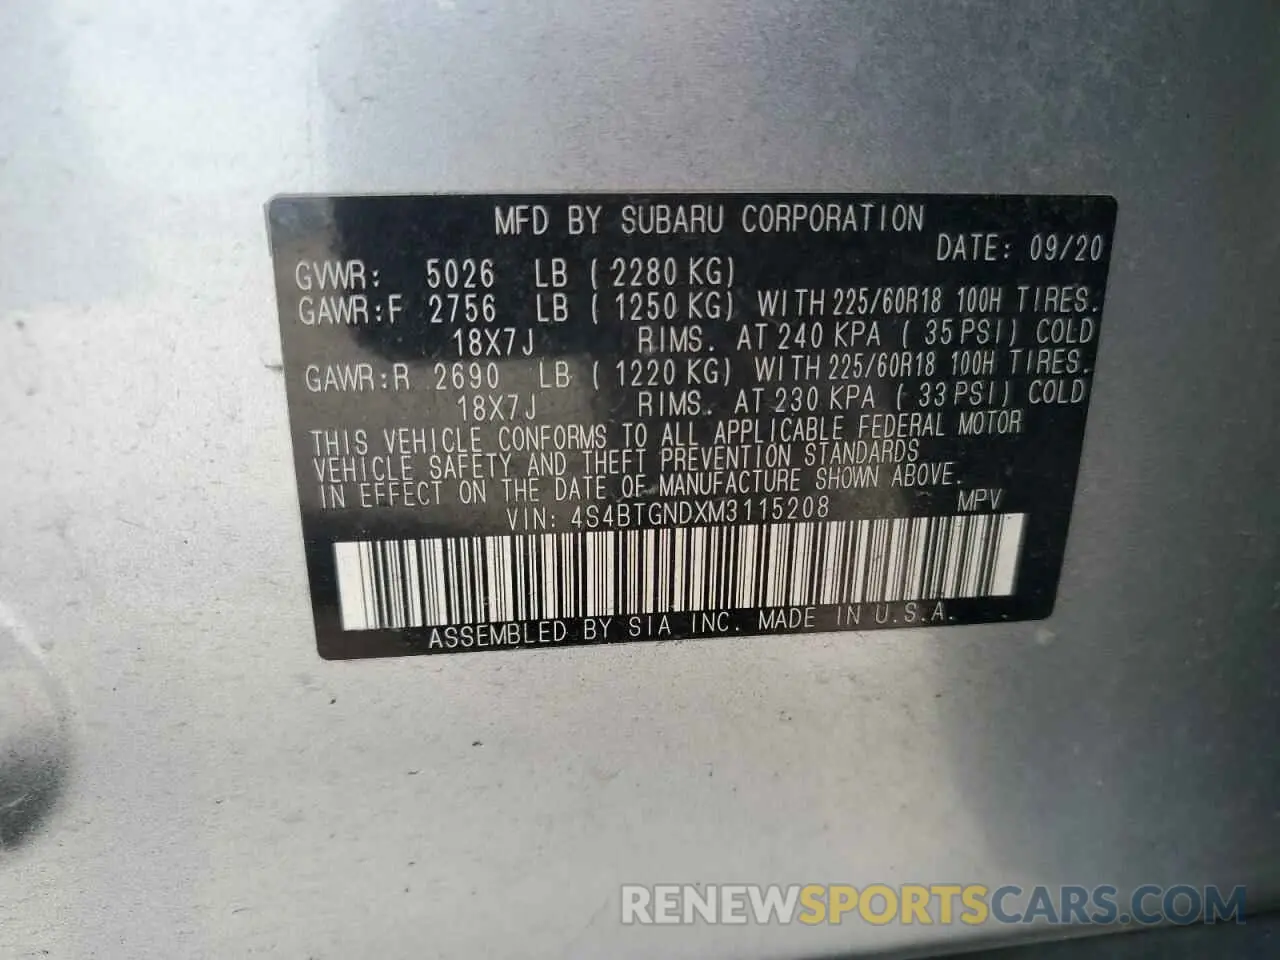 MFD BY SUBARU CORPORATION
DATE: 09/20
GVWR: 5026 LB ( 2280 KG)
GAWR:F 2756 LB ( 1250 KG) WITH 225/60R18 100H TIRES.
18X7J RIMS. AT 240 KPA ( 35 PSI) COLD
GAWR:R 2690 LB ( 1220 KG) WITH 225/60R18 100H TIRES.
18X7J RIMS. AT 230 KPA ( 33 PSI) COLD
THIS VEHICLE CONFORMS TO ALL APPLICABLE FEDERAL MOTOR
VEHICLE SAFETY AND THEFT PREVENTION STANDARDS
IN EFFECT ON THE DATE OF MANUFACTURE SHOWN ABOVE.
VIN: 4S4BTGNDXM3115208 MPV
ASSEMBLED BY SIA INC. MADE IN U.S.A.
RENEWSPORTSCARS.COM